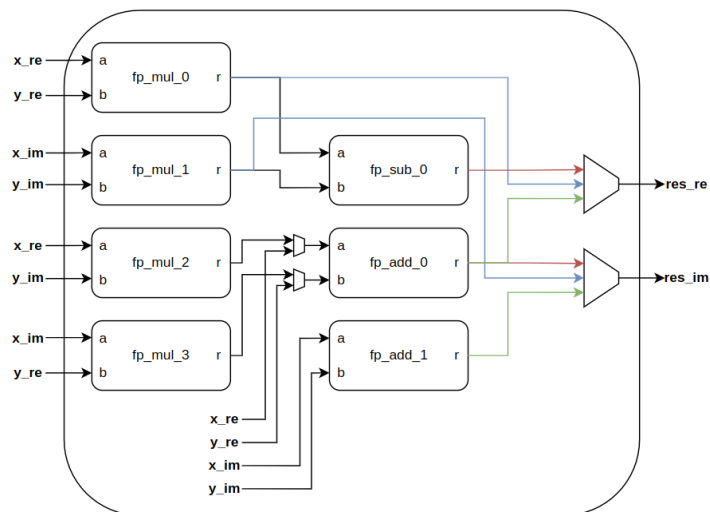 x_re
a
fp_mul_0
r
y_re
b
x_im
a
fp_mul_1
r
y_im
b
a
fp_sub_0
r
b
res_re
x_re
a
fp_mul_2
r
y_im
b
a
fp_add_0
r
b
res_im
x_im
a
fp_mul_3
r
y_re
b
a
fp_add_1
r
b
x_re
y_re
x_im
y_im